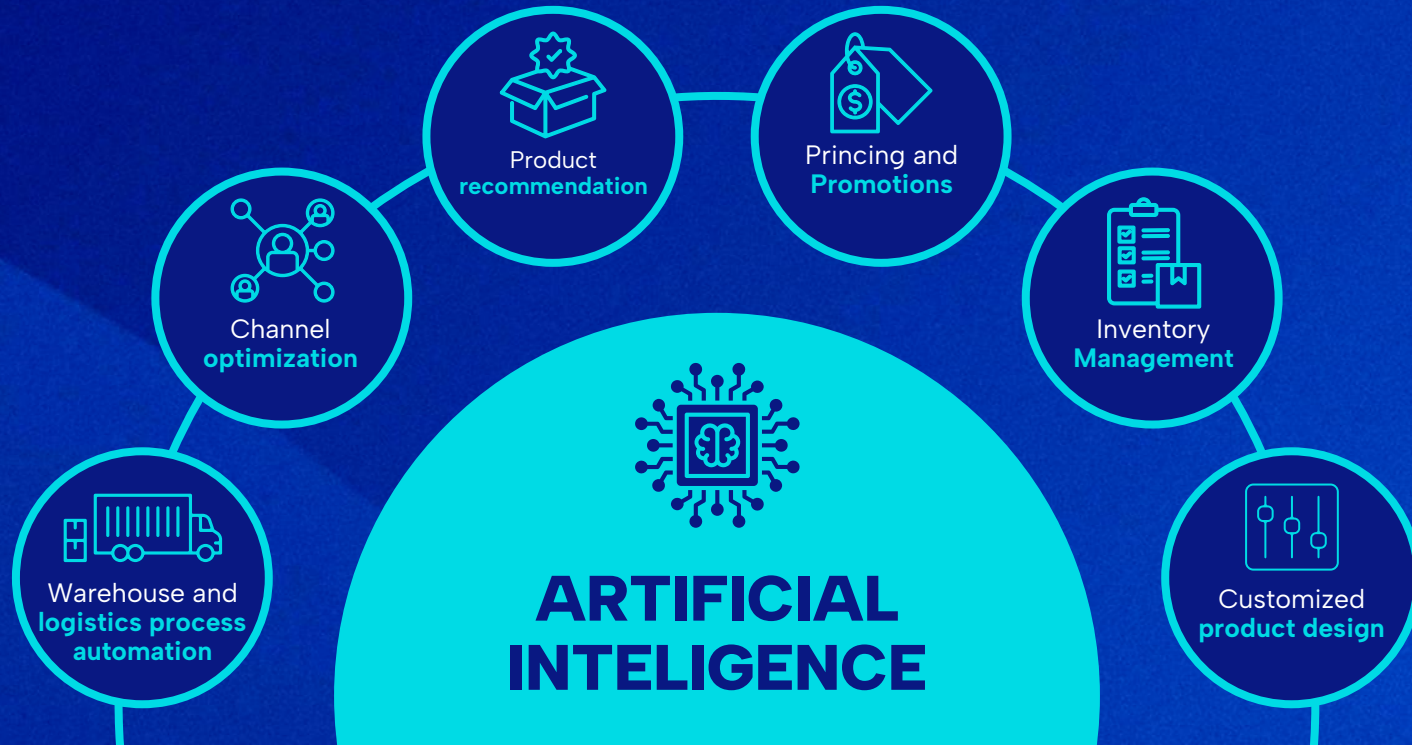 Product
recommendation
Princing and
Promotions
Channel
optimization
Inventory
Management
Warehouse and
logistics process
automation
Customized
product design
ARTIFICIAL
INTELIGENCE